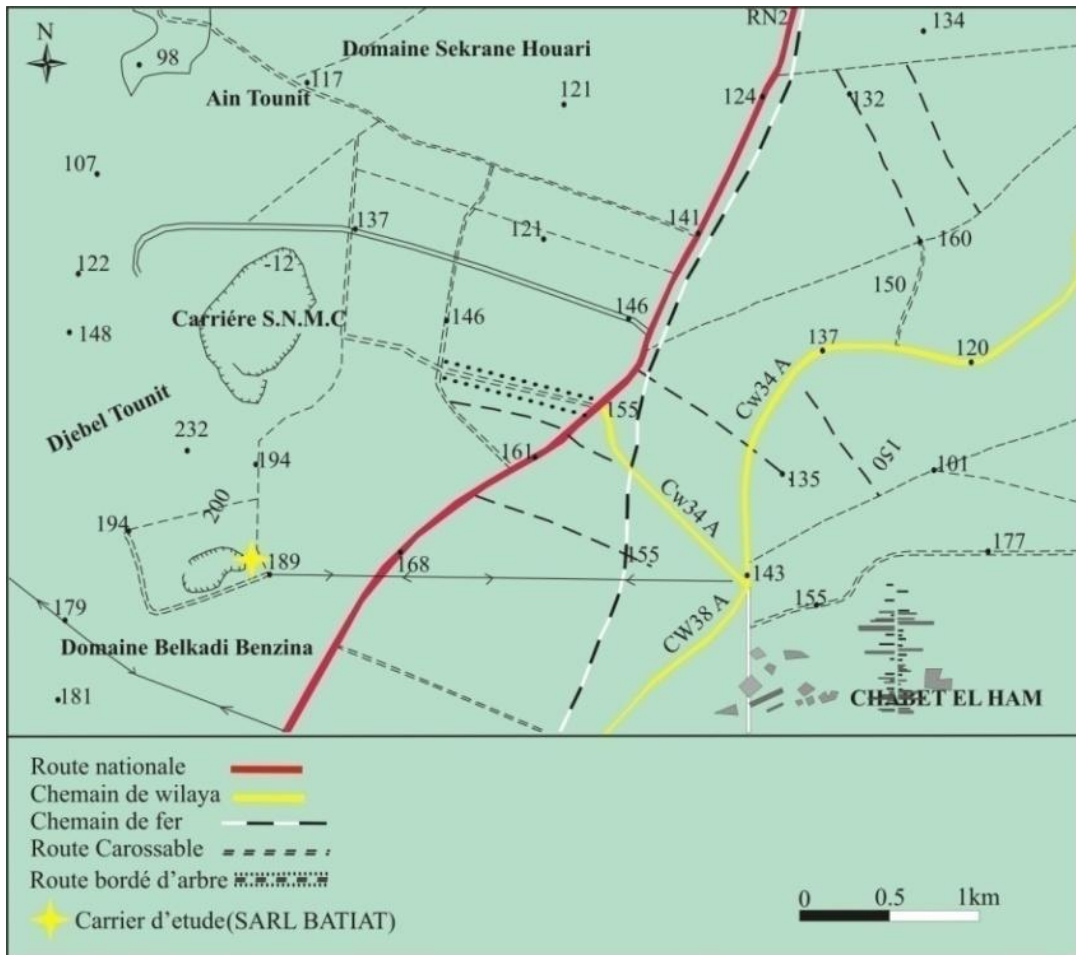 N
RN2
134
98
Domaine Sekrane Houari
117
Ain Tounit
121
124
132
107
137
121
141
160
122
-12
150
148
Carriére S.N.M.C
146
146
137
120
Djebel Tounit
155
Cw34 A
232
161
194
135
150
101
200
Cw34 A
194
189
168
155
143
177
179
155
CW38 A
Domaine Belkadi Benzina
181
CHABET EL HAM
Route nationale
Chemain de wilaya
Chemain de fer
Route Carossable
Route bordé d'arbre
Carrier d'etude(SARL BATIAT)
0 0.5 1km